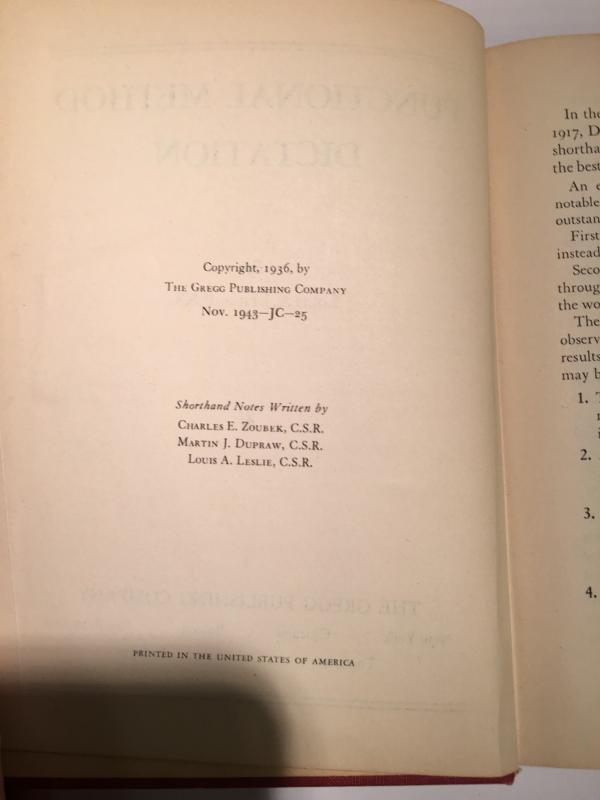 Copyright, 1936, by
The Gregg Publishing Company
Nov. 1943—JC—25
Shorthand Notes Written by
Charles E. Zoubek, C.S.R.
Martin J. Dupraw, C.S.R.
Louis A. Leslie, C.S.R.
PRINTED IN THE UNITED STATES OF AMERICA
In the
1917, D
shortha
the best
An e
notable
outstan
First
instead
Seco
throug
the wo
The
observ
results
may b
1. T
2.
3.
4.